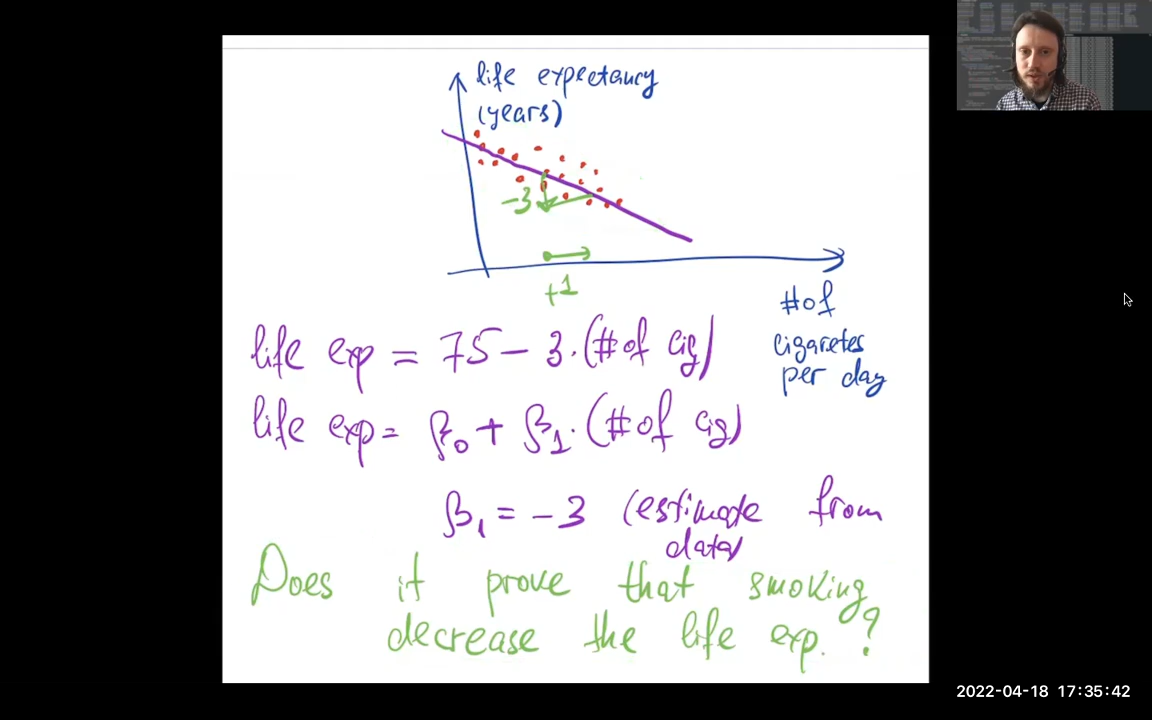 life expectancy
(years)
-3
+1
# of
cigaretes
per day
life exp = 75 - 3·(# of cig)
life exp = β₀ + β₁·(# of cig)
β₁ = -3 (estimate from
data)
Does it prove that smoking
decrease the life exp. ?
2022-04-18 17:35:42